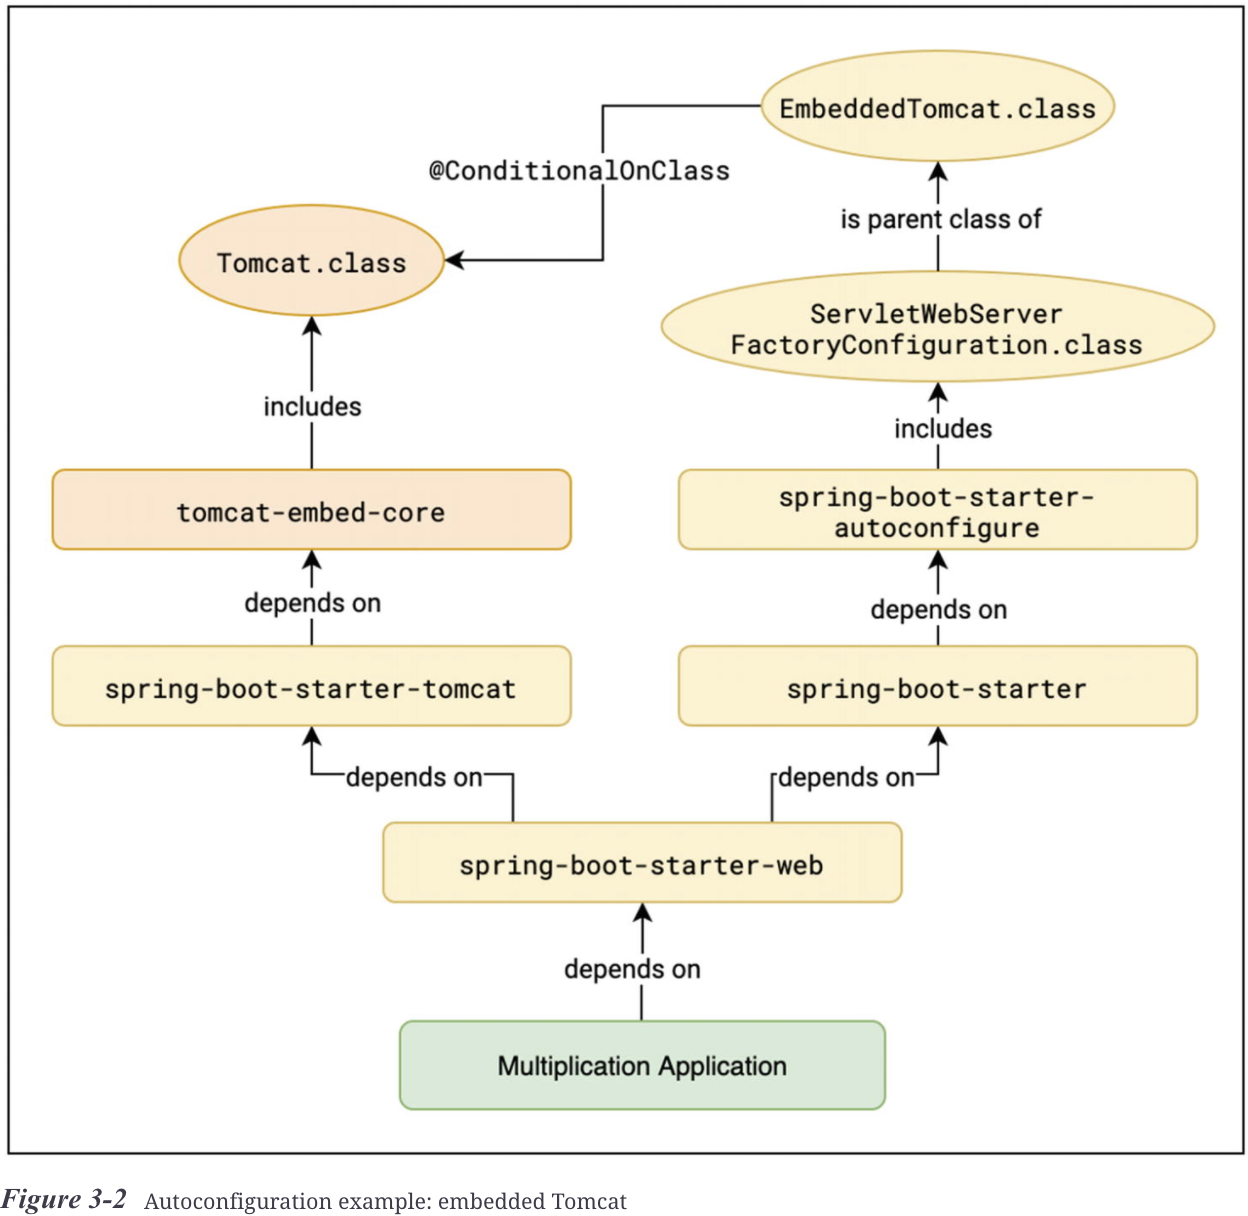 EmbeddedTomcat.class
@ConditionalOnClass
is parent class of
Tomcat.class
ServletWebServer
FactoryConfiguration.class
includes
includes
tomcat-embed-core
spring-boot-starter-
autoconfigure
depends on
depends on
spring-boot-starter-tomcat
spring-boot-starter
depends on
depends on
spring-boot-starter-web
depends on
Multiplication Application
Figure 3-2 Autoconfiguration example: embedded Tomcat